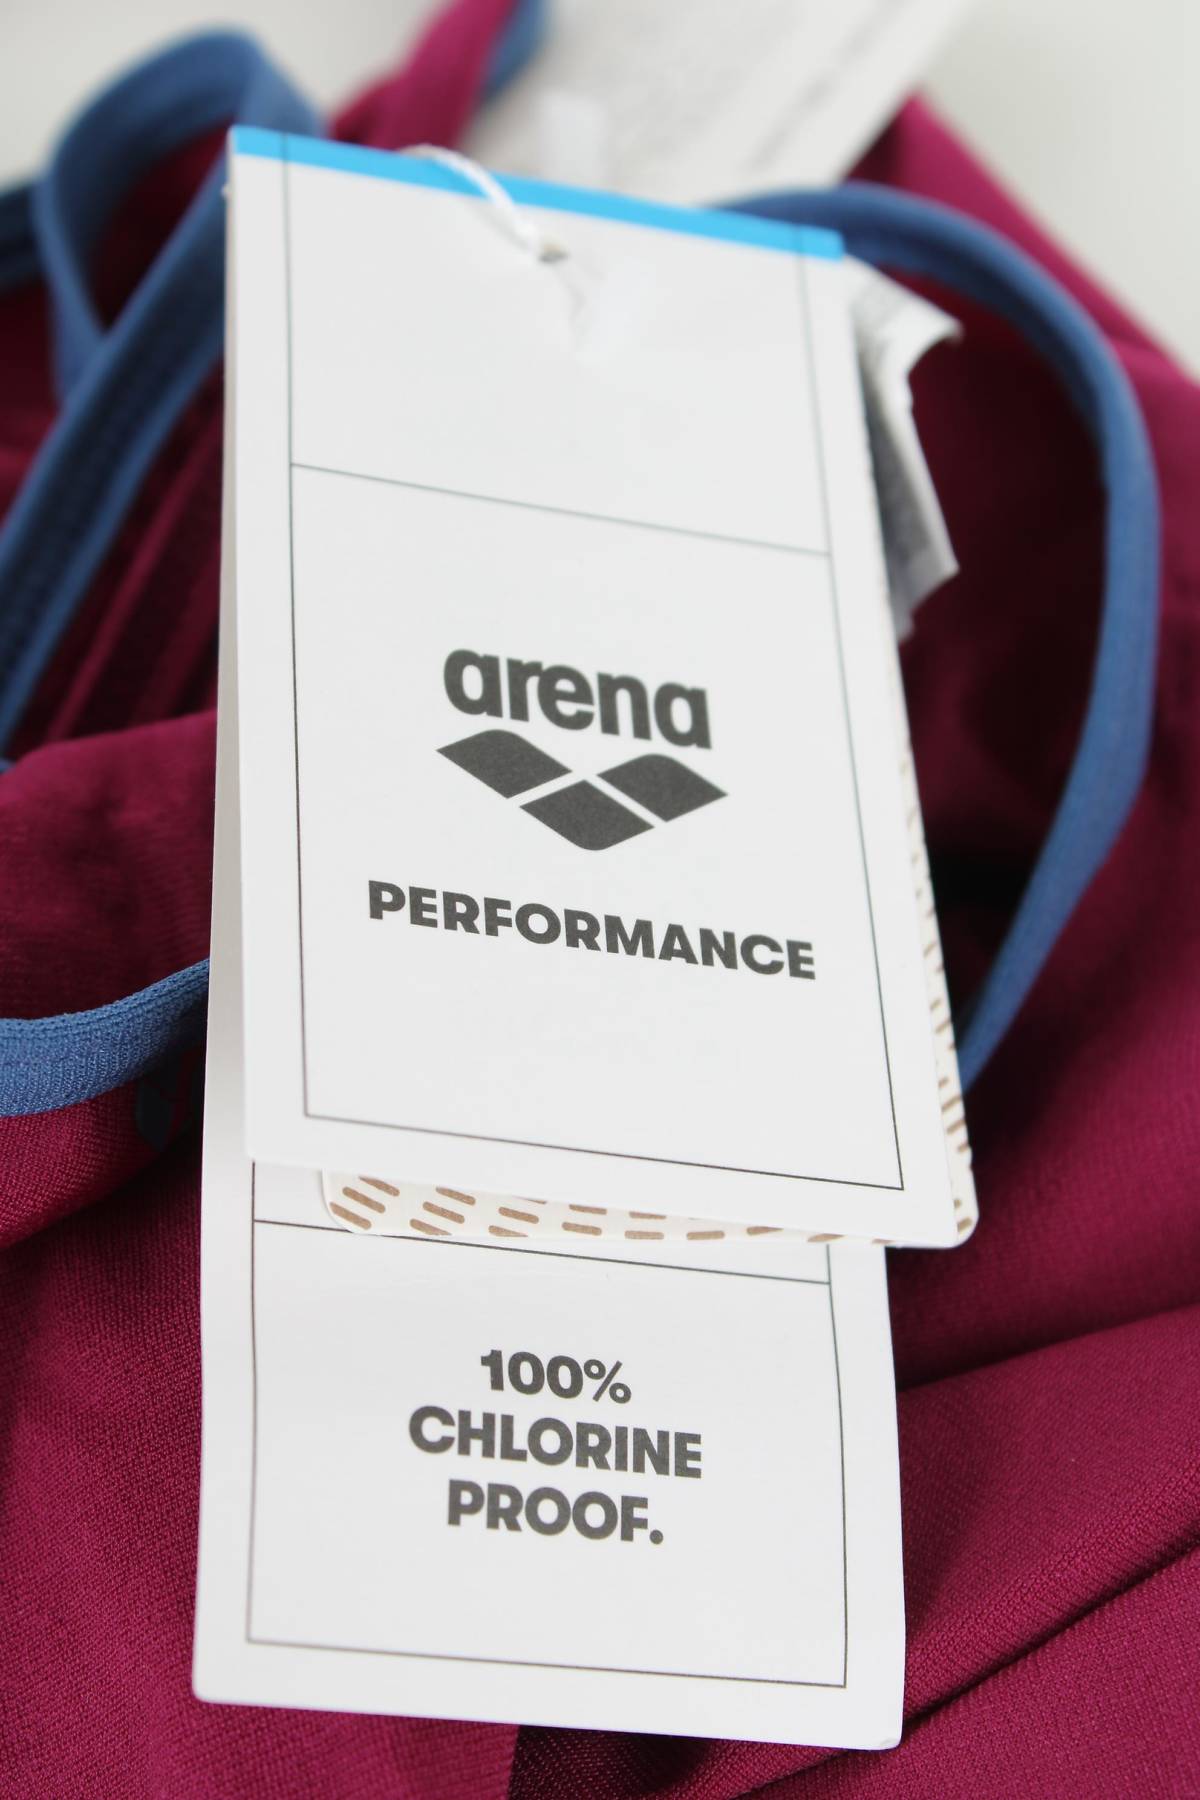 arena
PERFORMANCE
100%
CHLORINE
PROOF.